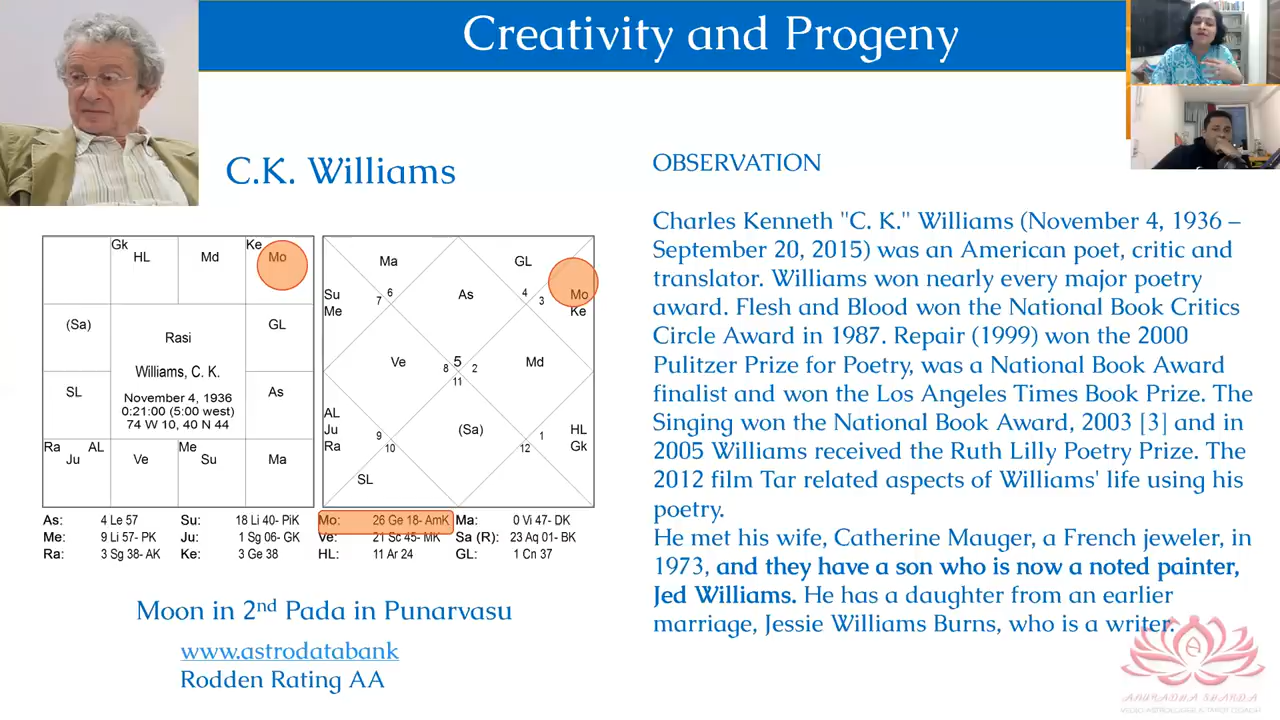 Creativity and Progeny
C.K. Williams
Gk
HL
Md
Ke
Mo
(Sa)
Rasi
GL
Williams, C. K.
SL
November 4, 1936
0:21:00 (5:00 west)
74 W 10, 40 N 44
As
Ra
AL
Ju
Ve
Me
Su
Ma
Ma
GL
Su
Me
7
6
As
4
3
Mo
Ke
Ve
8
5
2
11
Md
AL
Ju
Ra
9
10
(Sa)
1
12
HL
Gk
SL
As: 4 Le 57 Su: 18 Li 40- PiK Mo: 26 Ge 18- AmK Ma: 0 Vi 47- DK
Me: 9 Li 57- PK Ju: 1 Sg 06- GK Ve: 21 Sc 45- MK Sa (R): 23 Aq 01- BK
Ra: 3 Sg 38- AK Ke: 3 Ge 38 HL: 11 Ar 24 GL: 1 Cn 37
Moon in 2nd Pada in Punarvasu
www.astrodatabank
Rodden Rating AA
OBSERVATION
Charles Kenneth "C. K." Williams (November 4, 1936 –
September 20, 2015) was an American poet, critic and
translator. Williams won nearly every major poetry
award. Flesh and Blood won the National Book Critics
Circle Award in 1987. Repair (1999) won the 2000
Pulitzer Prize for Poetry, was a National Book Award
finalist and won the Los Angeles Times Book Prize. The
Singing won the National Book Award, 2003 [3] and in
2005 Williams received the Ruth Lilly Poetry Prize. The
2012 film Tar related aspects of Williams' life using his
poetry.
He met his wife, Catherine Mauger, a French jeweler, in
1973, and they have a son who is now a noted painter,
Jed Williams. He has a daughter from an earlier
marriage, Jessie Williams Burns, who is a writer.